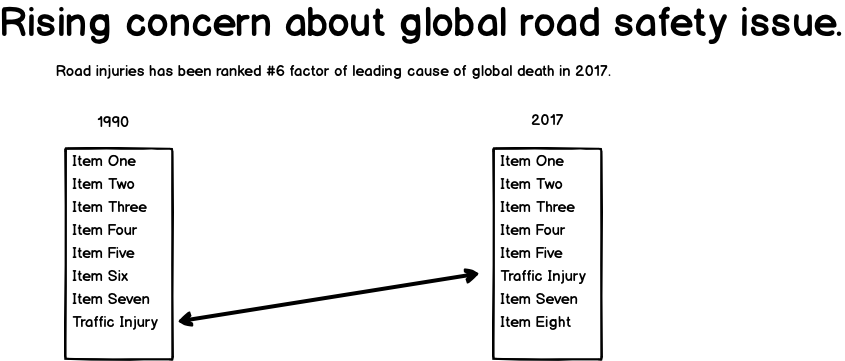 Rising concern about global road safety issue.
Road injuries has been ranked #6 factor of leading cause of global death in 2017.
1990
Item One
Item Two
Item Three
Item Four
Item Five
Item Six
Item Seven
Traffic Injury
2017
Item One
Item Two
Item Three
Item Four
Item Five
Traffic Injury
Item Seven
Item Eight